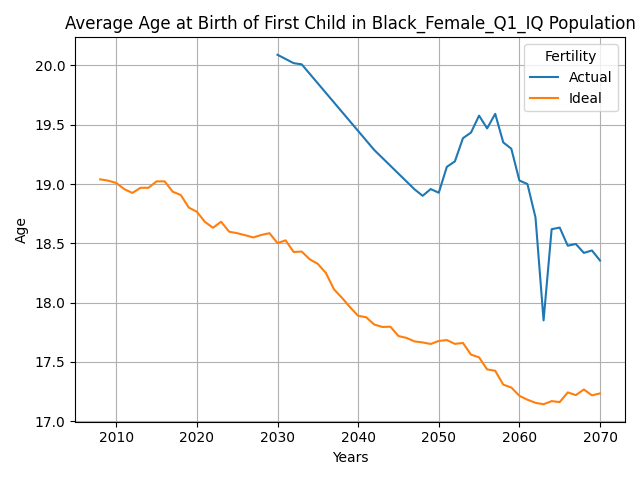 Average Age at Birth of First Child in Black_Female_Q1_IQ Population
Fertility
Actual
Ideal
20.0
19.5
19.0
18.5
18.0
17.5
17.0
Age
2010 2020 2030 2040 2050 2060 2070
Years